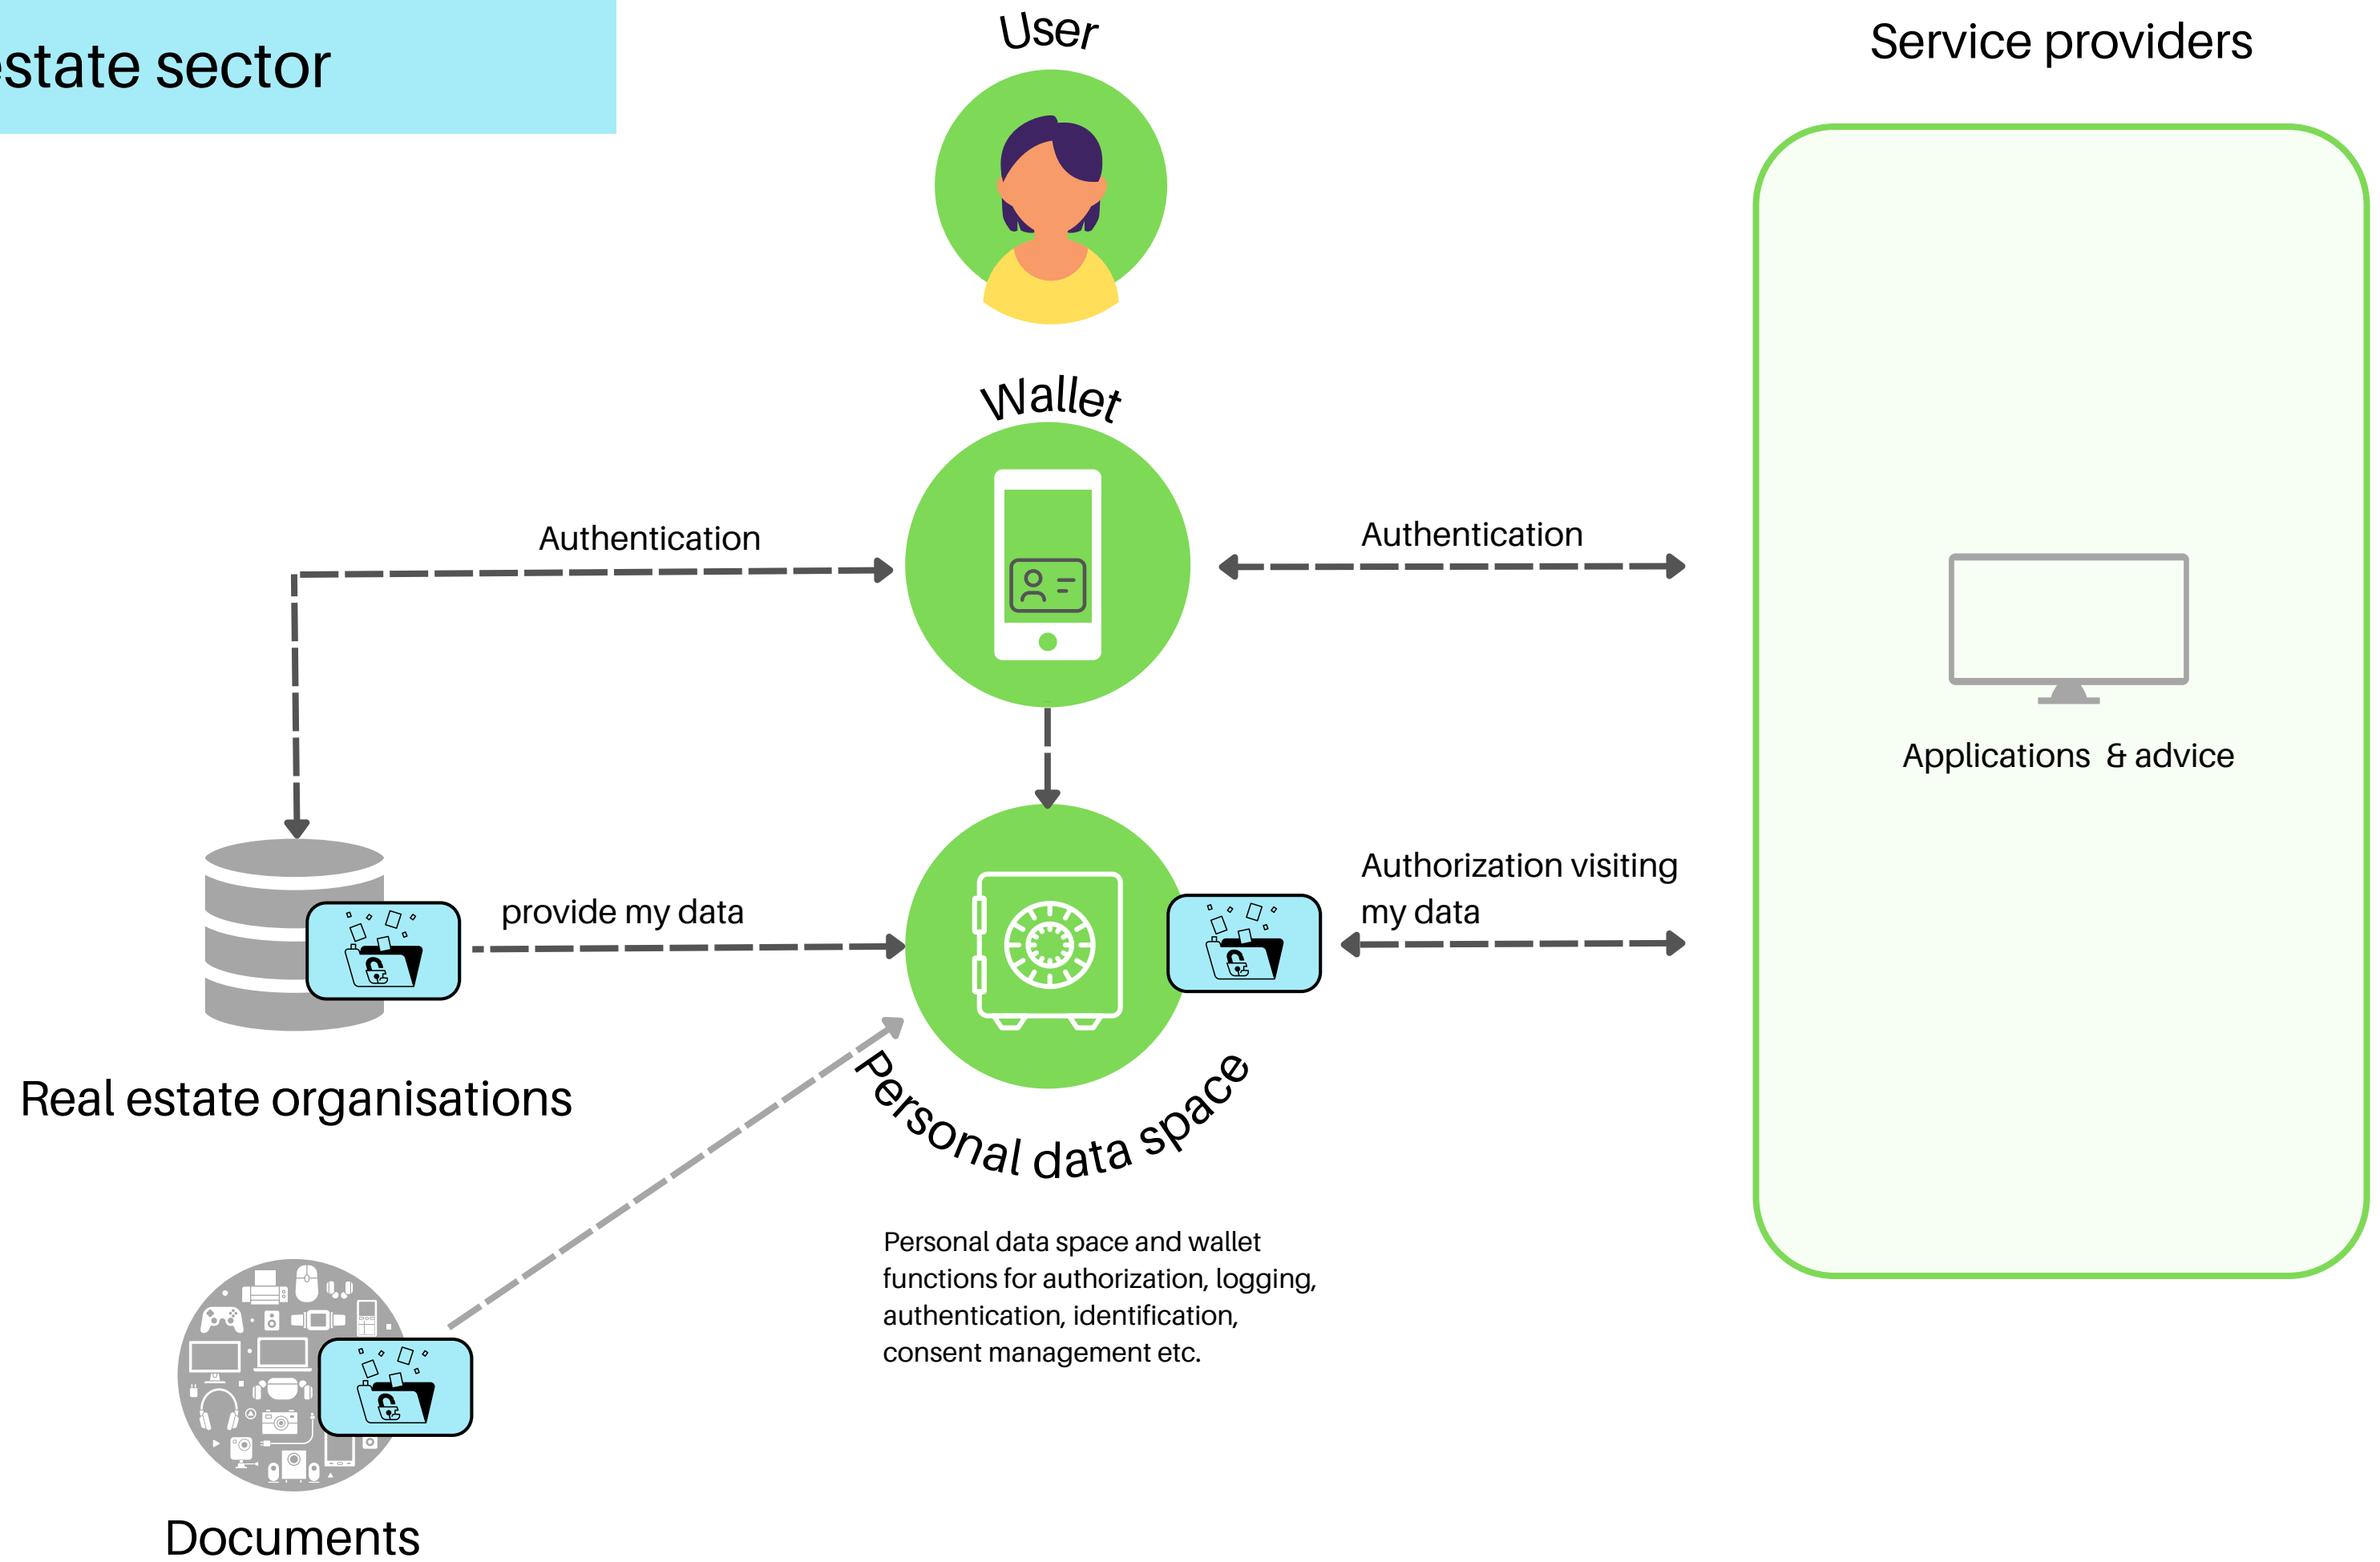 estate sector
User
Service providers
Wallet
Authentication
Authentication
Applications & advice
Authorization visiting
my data
provide my data
Real estate organisations
Personal data space
Personal data space and wallet
functions for authorization, logging,
authentication, identification,
consent management etc.
Documents